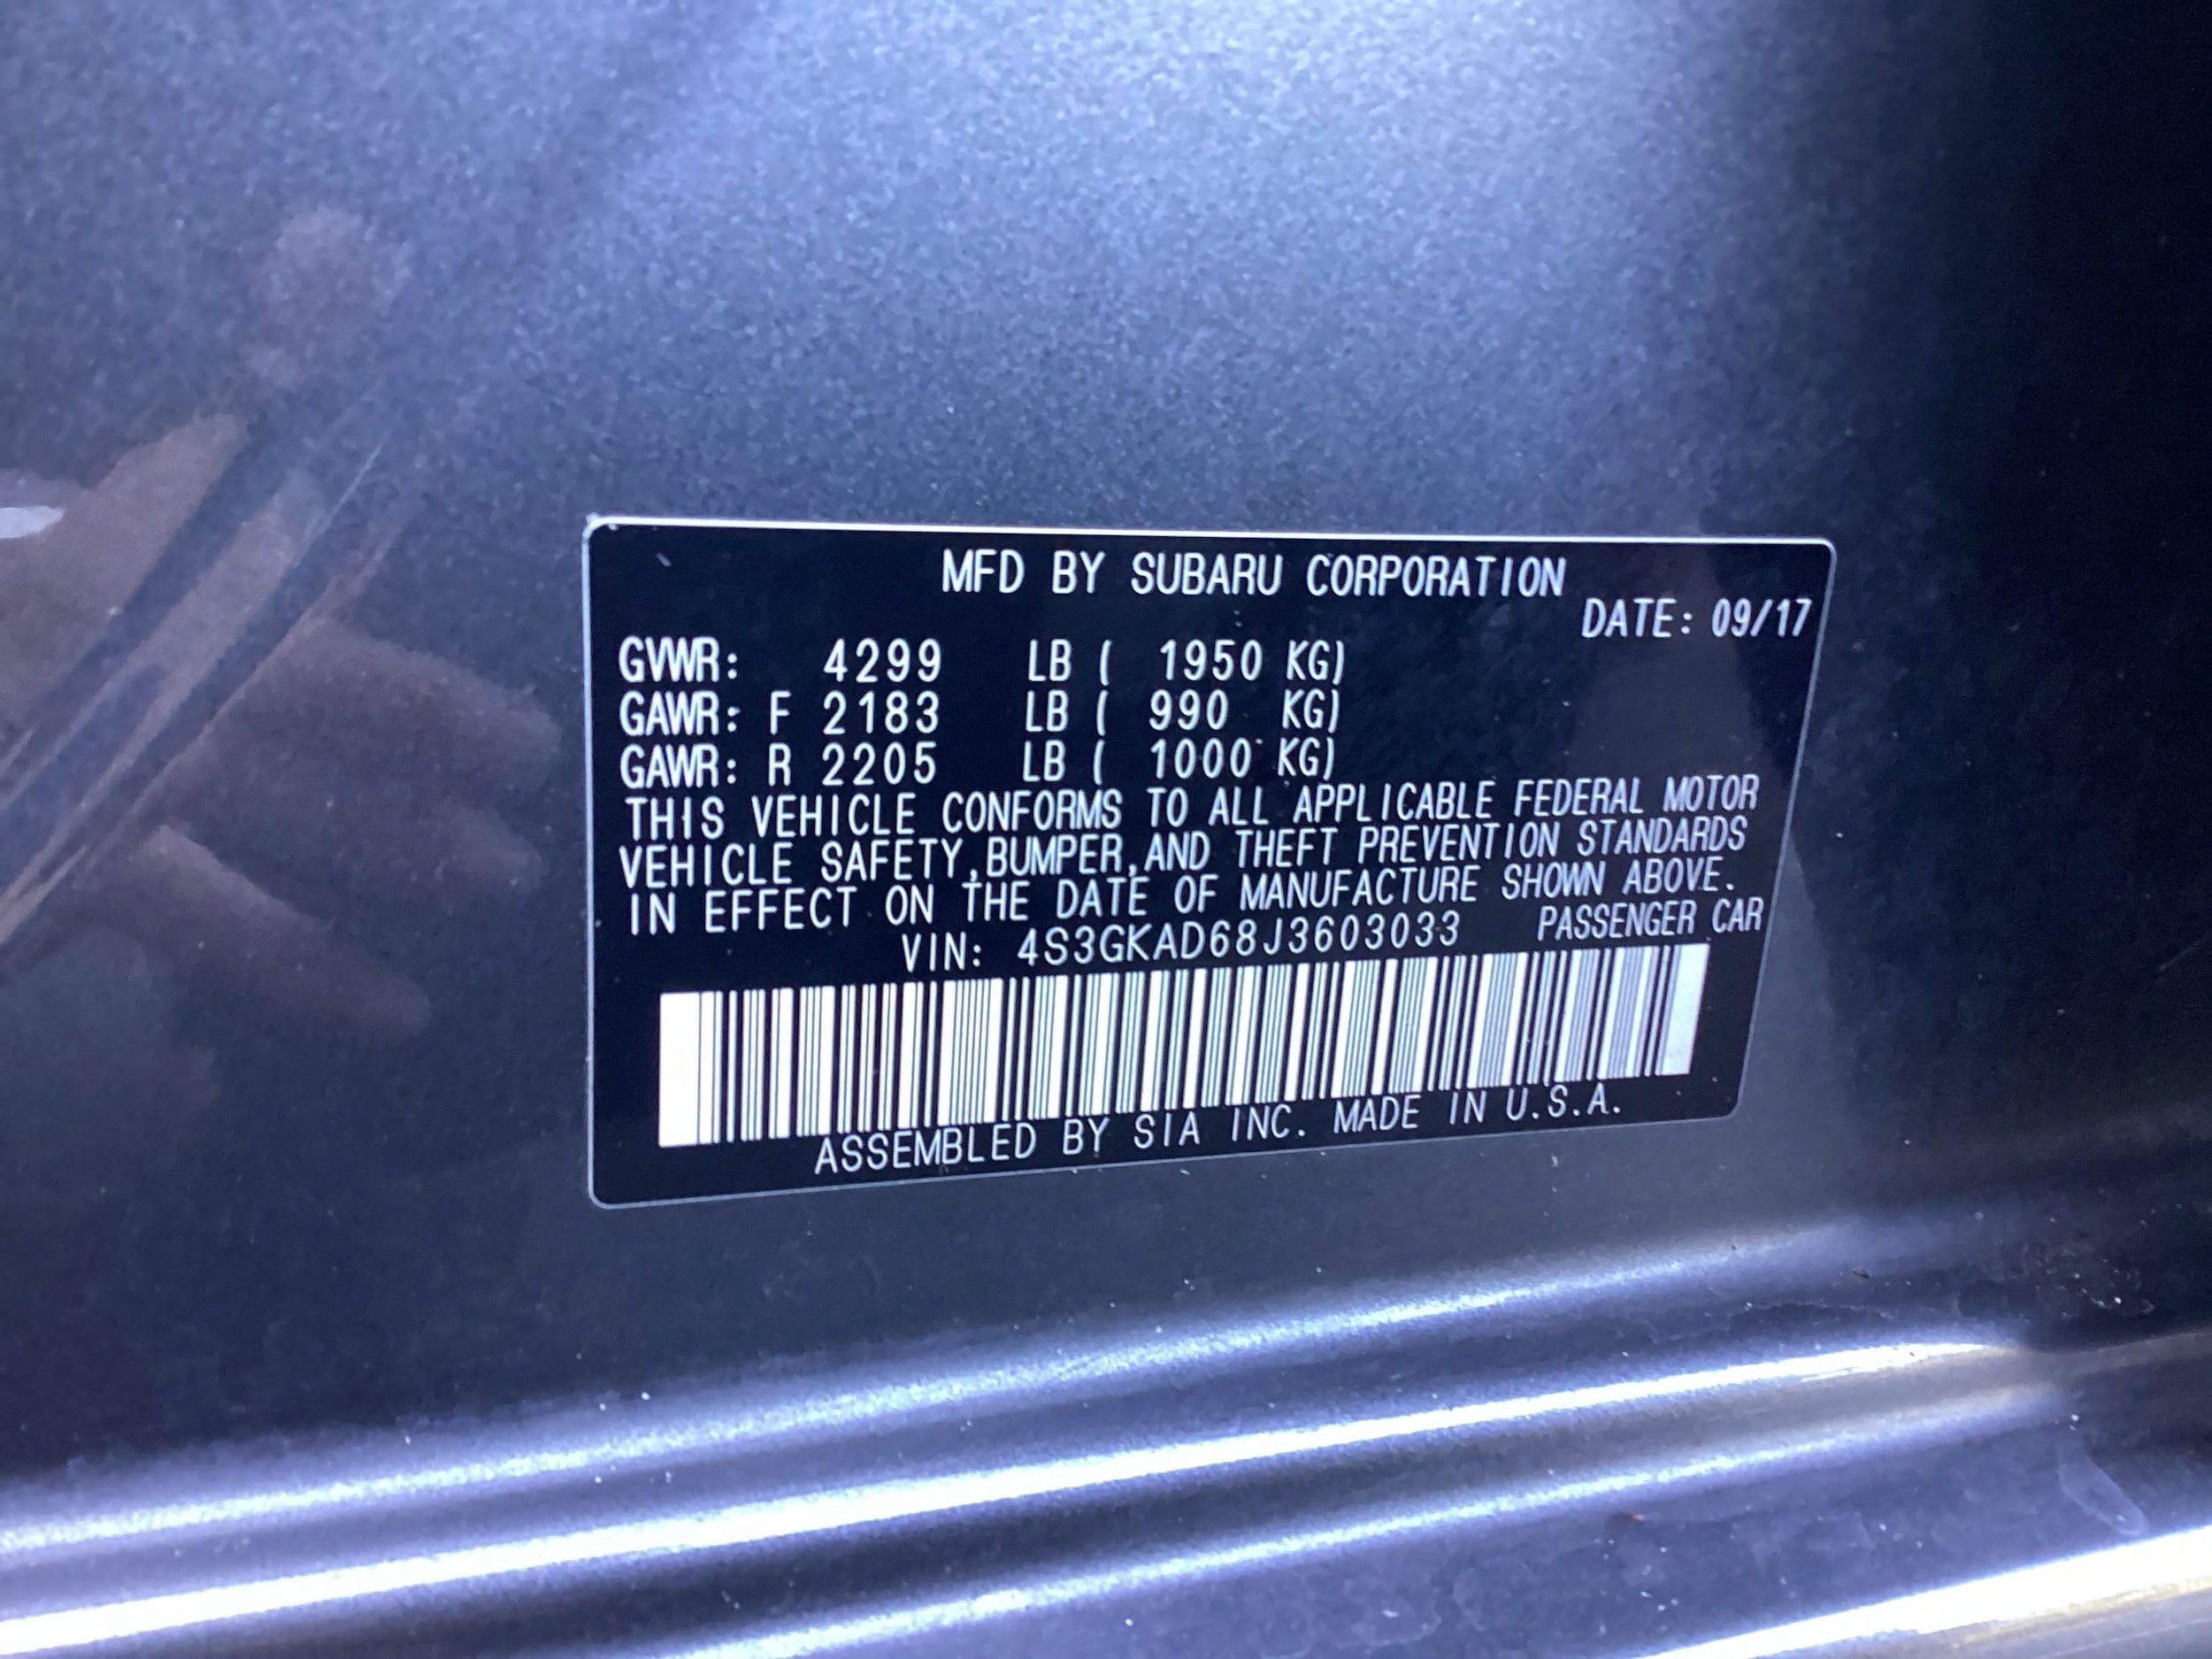 MFD BY SUBARU CORPORATION
DATE: 09/17
GVWR: 4299 LB ( 1950 KG)
GAWR: F 2183 LB ( 990 KG)
GAWR: R 2205 LB ( 1000 KG)
THIS VEHICLE CONFORMS TO ALL APPLICABLE FEDERAL MOTOR
VEHICLE SAFETY,BUMPER,AND THEFT PREVENTION STANDARDS
IN EFFECT ON THE DATE OF MANUFACTURE SHOWN ABOVE.
VIN: 4S3GKAD68J3603033 PASSENGER CAR
ASSEMBLED BY SIA INC. MADE IN U.S.A.